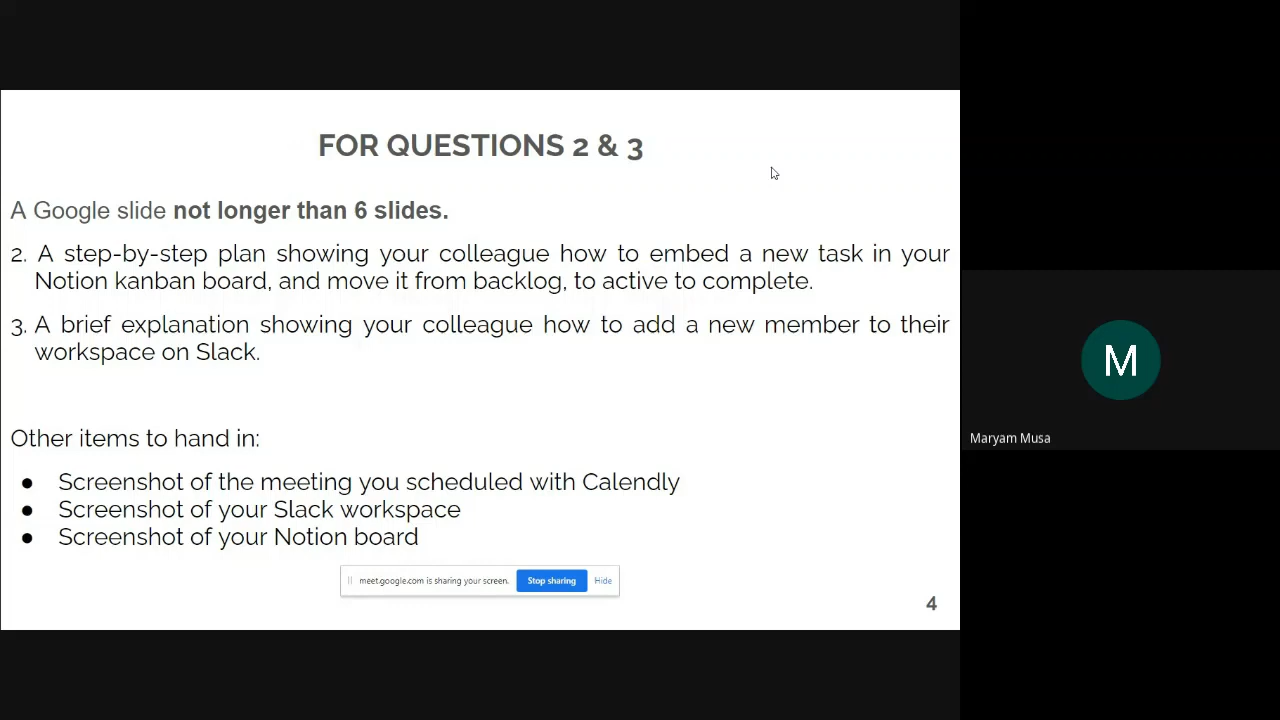 FOR QUESTIONS 2 & 3
A Google slide not longer than 6 slides.
2. A step-by-step plan showing your colleague how to embed a new task in your
Notion kanban board, and move it from backlog, to active to complete.
3. A brief explanation showing your colleague how to add a new member to their
workspace on Slack.
Other items to hand in:
● Screenshot of the meeting you scheduled with Calendly
● Screenshot of your Slack workspace
● Screenshot of your Notion board
meet.google.com is sharing your screen. Stop sharing Hide
4
M
Maryam Musa